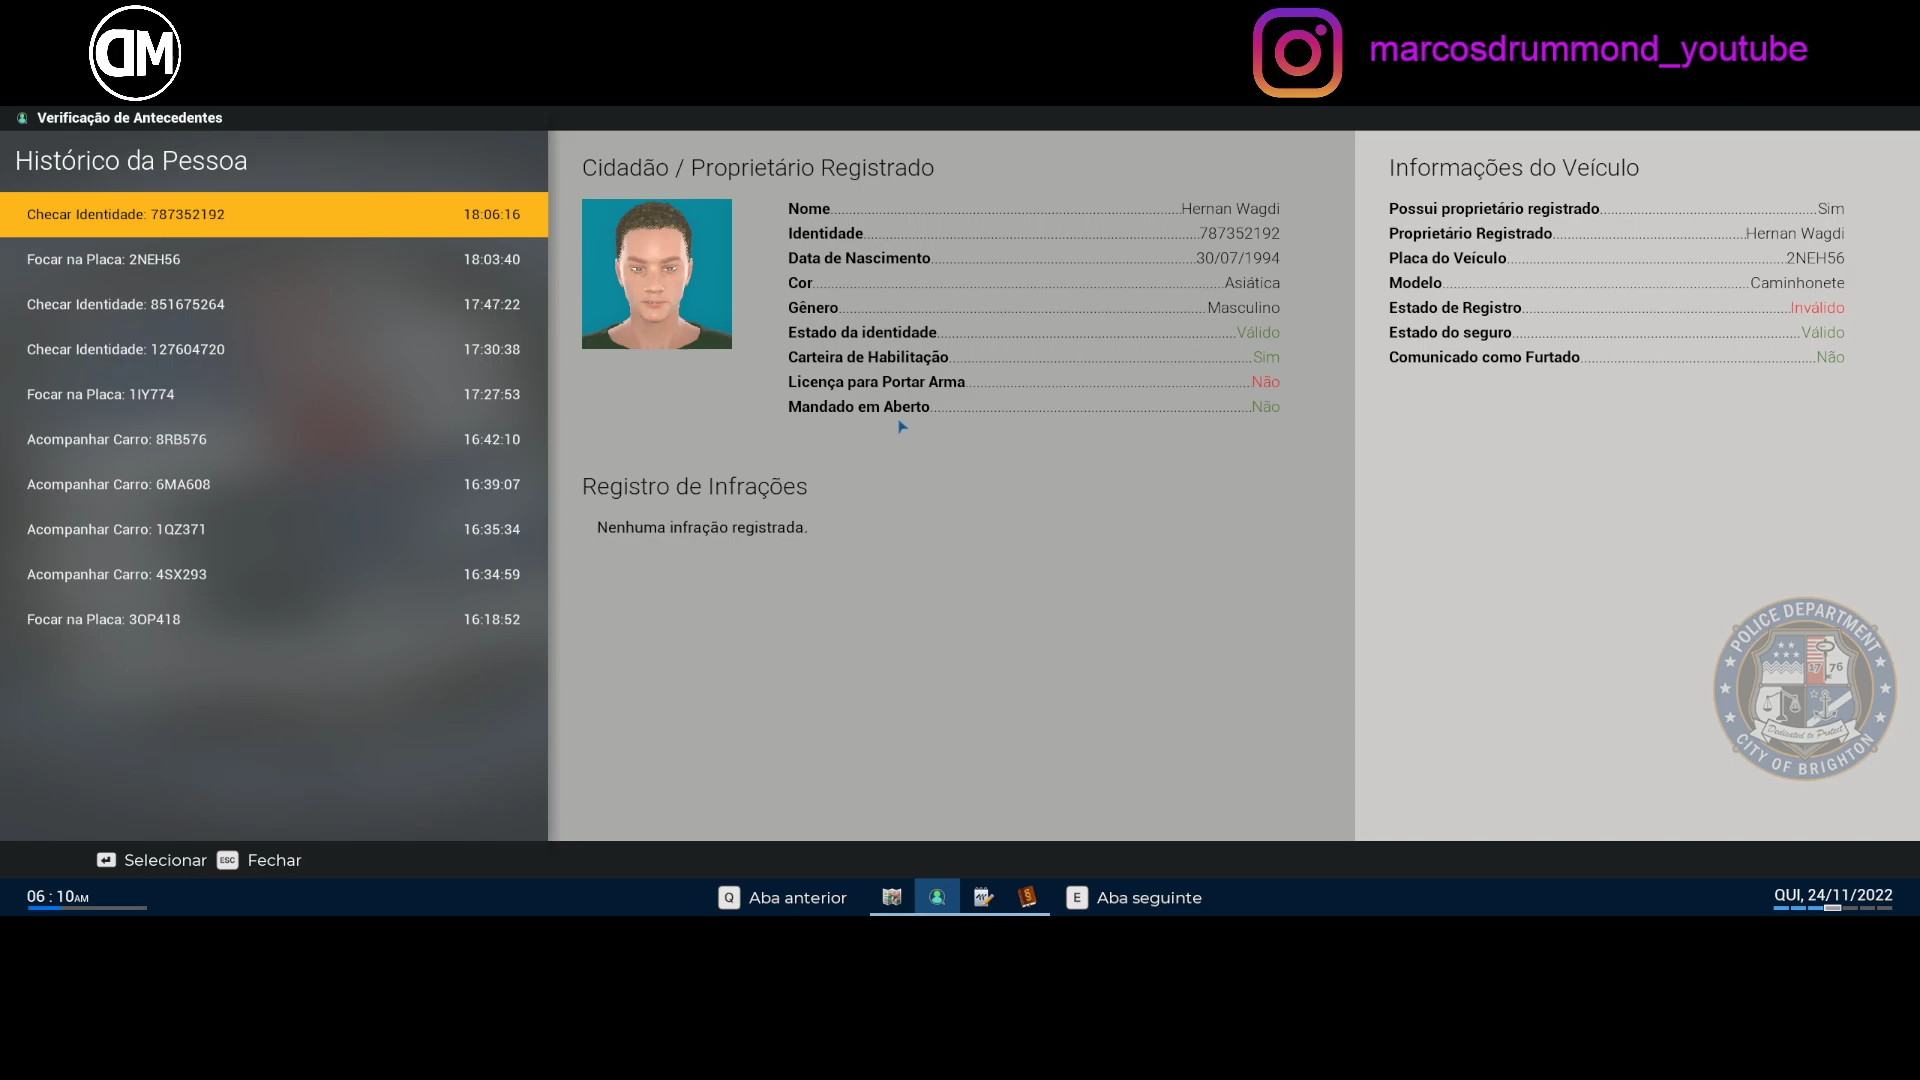 DM
marcosdrummond_youtube
Verificação de Antecedentes
Histórico da Pessoa
Checar Identidade: 787352192 18:06:16
Focar na Placa: 2NEH56 18:03:40
Checar Identidade: 851675264 17:47:22
Checar Identidade: 127604720 17:30:38
Focar na Placa: 1IY774 17:27:53
Acompanhar Carro: 8RB576 16:42:10
Acompanhar Carro: 6MA608 16:39:07
Acompanhar Carro: 1QZ371 16:35:34
Acompanhar Carro: 4SX293 16:34:59
Focar na Placa: 3OP418 16:18:52
Cidadão / Proprietário Registrado
Nome Hernan Wagdi
Identidade 787352192
Data de Nascimento 30/07/1994
Cor Asiática
Gênero Masculino
Estado da identidade Válido
Carteira de Habilitação Sim
Licença para Portar Arma Não
Mandado em Aberto Não
Registro de Infrações
Nenhuma infração registrada.
Informações do Veículo
Possui proprietário registrado Sim
Proprietário Registrado Hernan Wagdi
Placa do Veículo 2NEH56
Modelo Caminhonete
Estado de Registro Inválido
Estado do seguro Válido
Comunicado como Furtado Não
POLICE DEPARTMENT
17 76
Dedicated to Protect
CITY OF BRIGHTON
Selecionar ESC Fechar
06 : 10AM
Q Aba anterior
E Aba seguinte
QUI, 24/11/2022